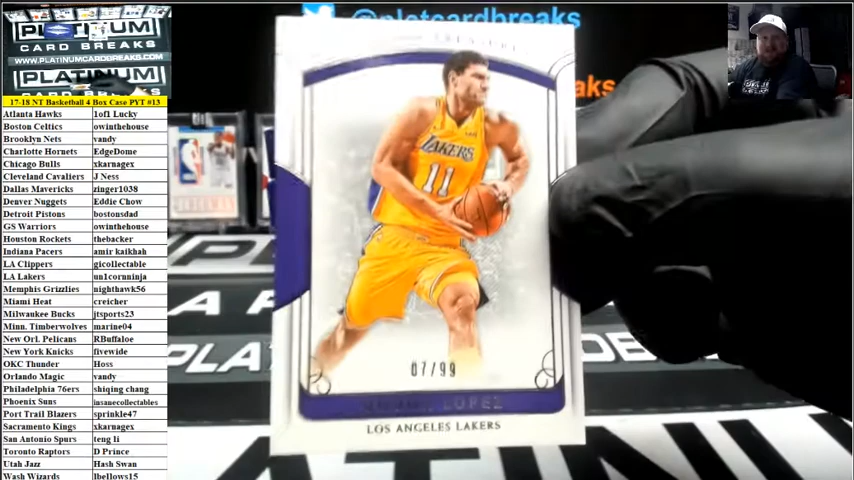 PLATINUM
CARD BREAKS
WWW.PLATINUMCARDBREAKS.COM
PLATINUM
17-18 NT Basketball 4 Box Case PYT #13
Atlanta Hawks 1of1 Lucky
Boston Celtics owinthehouse
Brooklyn Nets vandy
Charlotte Hornets EdgeDome
Chicago Bulls xkarnagex
Cleveland Cavaliers J Ness
Dallas Mavericks zinger1038
Denver Nuggets Eddie Chow
Detroit Pistons bostonsdad
GS Warriors owinthehouse
Houston Rockets thebacker
Indiana Pacers amir kaikhah
LA Clippers gicollectable
LA Lakers un1cornninja
Memphis Grizzlies nighthawk56
Miami Heat creicher
Milwaukee Bucks jtsports23
Minn. Timberwolves marine04
New Orl. Pelicans RBuffaloe
New York Knicks fivewide
OKC Thunder Hoss
Orlando Magic vandy
Philadelphia 76ers shiqing chang
Phoenix Suns insanecollectables
Port Trail Blazers sprinkle47
Sacramento Kings xkarnagex
San Antonio Spurs teng li
Toronto Raptors D Prince
Utah Jazz Hash Swan
Wash Wizards lbellows15
@platcardbreaks
LAKERS
11
07/99
LOPEZ
LOS ANGELES LAKERS
PLATINU